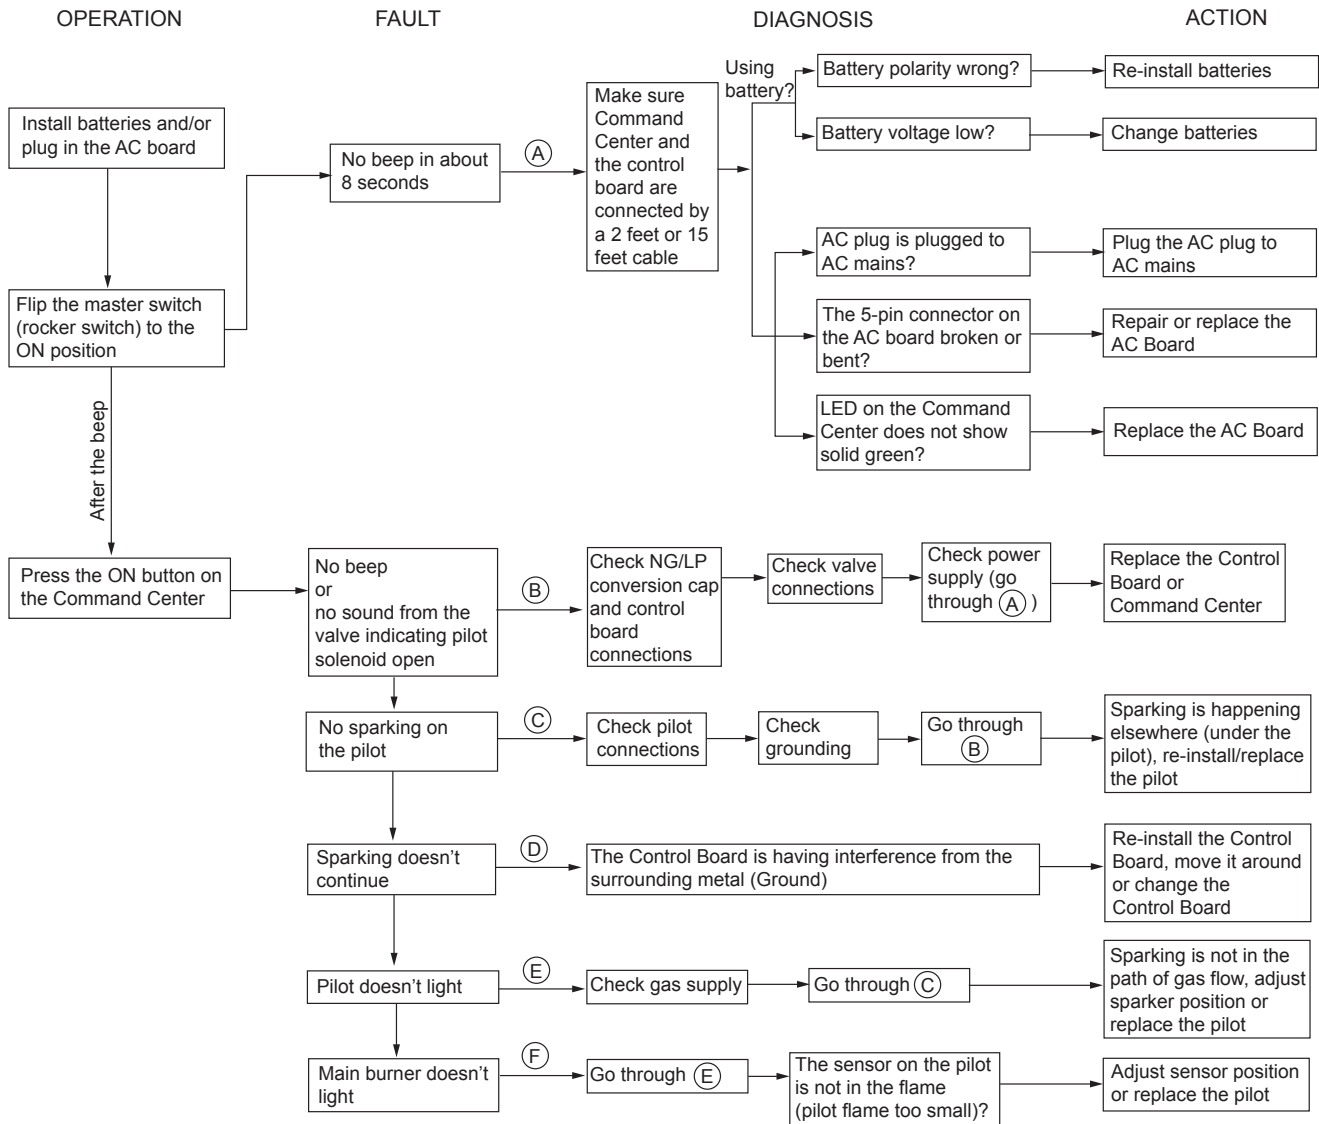 OPERATION
FAULT
DIAGNOSIS
ACTION
Install batteries and/or
plug in the AC board
Flip the master switch
(rocker switch) to the
ON position
No beep in about
8 seconds
A
Make sure
Command
Center and
the control
board are
connected by
a 2 feet or 15
feet cable
Using
battery?
Battery polarity wrong?
Re-install batteries
Battery voltage low?
Change batteries
AC plug is plugged to
AC mains?
Plug the AC plug to
AC mains
The 5-pin connector on
the AC board broken or
bent?
Repair or replace the
AC Board
LED on the Command
Center does not show
solid green?
Replace the AC Board
After the beep
Press the ON button on
the Command Center
No beep
or
no sound from the
valve indicating pilot
solenoid open
B
Check NG/LP
conversion cap
and control
board
connections
Check valve
connections
Check power
supply (go
through A )
Replace the Control
Board or
Command Center
No sparking on
the pilot
C
Check pilot
connections
Check
grounding
Go through
B
Sparking is happening
elsewhere (under the
pilot), re-install/replace
the pilot
Sparking doesn't
continue
D
The Control Board is having interference from the
surrounding metal (Ground)
Re-install the Control
Board, move it around
or change the
Control Board
Pilot doesn't light
E
Check gas supply
Go through C
Sparking is not in the
path of gas flow, adjust
sparker position or
replace the pilot
Main burner doesn't
light
F
Go through E
The sensor on the pilot
is not in the flame
(pilot flame too small)?
Adjust sensor position
or replace the pilot